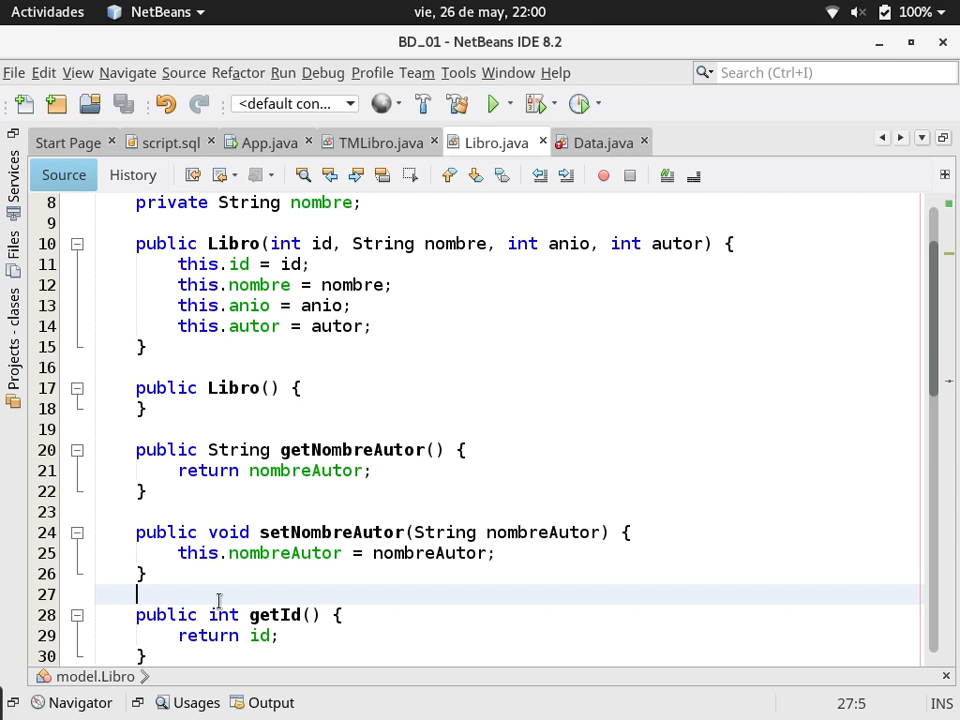 Actividades NetBeans vie, 26 de may, 22:00 100%
BD_01 - NetBeans IDE 8.2
File Edit View Navigate Source Refactor Run Debug Profile Team Tools Window Help Search (Ctrl+I)
<default con...
Start Page script.sql App.java TMLibro.java Libro.java Data.java
Source History
Services
Files
Projects - clases
8 private String nombre;
9
10 public Libro(int id, String nombre, int anio, int autor) {
11 this.id = id;
12 this.nombre = nombre;
13 this.anio = anio;
14 this.autor = autor;
15 }
16
17 public Libro() {
18 }
19
20 public String getNombreAutor() {
21 return nombreAutor;
22 }
23
24 public void setNombreAutor(String nombreAutor) {
25 this.nombreAutor = nombreAutor;
26 }
27
28 public int getId() {
29 return id;
30 }
model.Libro
Navigator Usages Output 27:5 INS